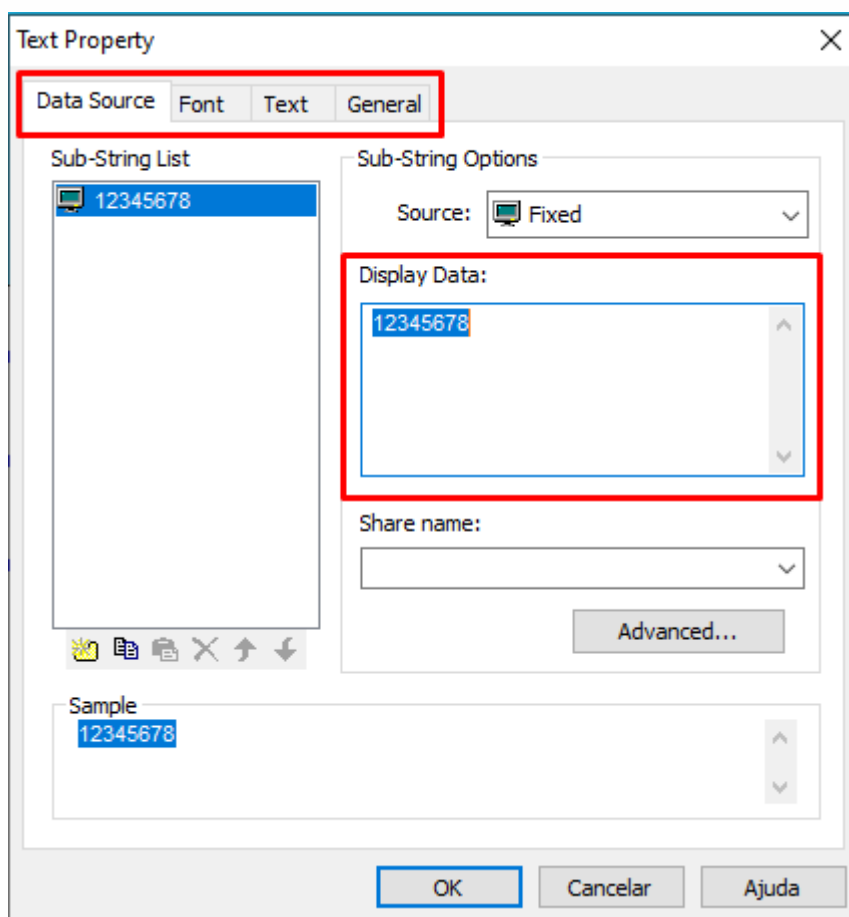 Text Property
Data Source Font Text General
Sub-String List
12345678
Sub-String Options
Source: Fixed
Display Data:
12345678
Share name:
Advanced...
Sample
12345678
OK Cancelar Ajuda